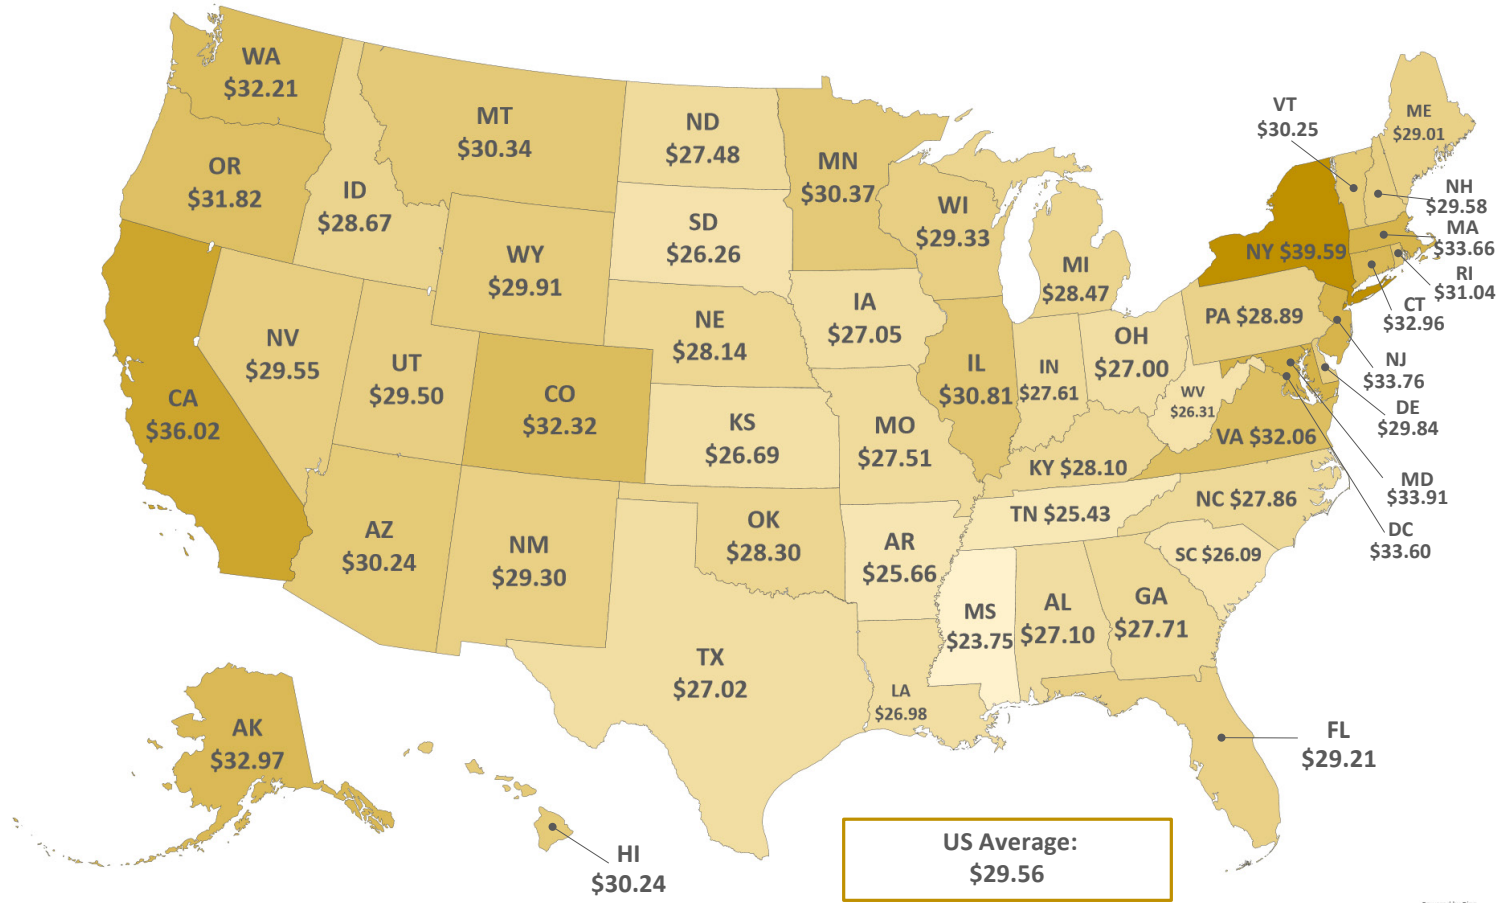 WA
$32.21
OR
$31.82
CA
$36.02
ID
$28.67
NV
$29.55
MT
$30.34
WY
$29.91
UT
$29.50
AZ
$30.24
CO
$32.32
NM
$29.30
ND
$27.48
SD
$26.26
NE
$28.14
KS
$26.69
OK
$28.30
TX
$27.02
MN
$30.37
IA
$27.05
MO
$27.51
AR
$25.66
LA
$26.98
WI
$29.33
IL
$30.81
MI
$28.47
IN
$27.61
OH
$27.00
KY $28.10
TN $25.43
MS
$23.75
AL
$27.10
GA
$27.71
FL
$29.21
SC $26.09
NC $27.86
VA $32.06
WV
$26.31
PA $28.89
NY $39.59
VT
$30.25
ME
$29.01
NH
$29.58
MA
$33.66
RI
$31.04
CT
$32.96
NJ
$33.76
DE
$29.84
MD
$33.91
DC
$33.60
AK
$32.97
HI
$30.24
US Average:
$29.56